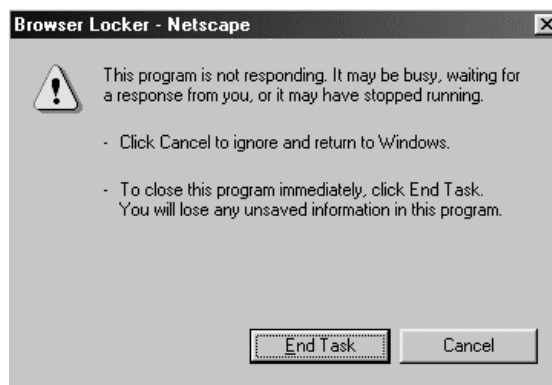 Browser Locker - Netscape
This program is not responding. It may be busy, waiting for
a response from you, or it may have stopped running.
- Click Cancel to ignore and return to Windows.
- To close this program immediately, click End Task.
You will lose any unsaved information in this program.
End Task
Cancel